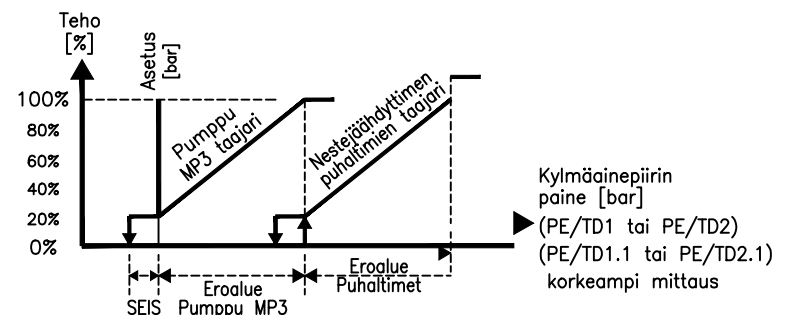 Teho
[%]
Asetus
[bar]
100%
80%
60%
40%
20%
0%
Pumppu
MP3 taajari
Nestejäähdyttimen
puhaltimien taajari
Kylmäainepiirin
paine [bar]
(PE/TD1 tai PE/TD2)
(PE/TD1.1 tai PE/TD2.1)
korkeampi mittaus
SEIS
Eroalue
Pumppu MP3
Eroalue
Puhaltimet